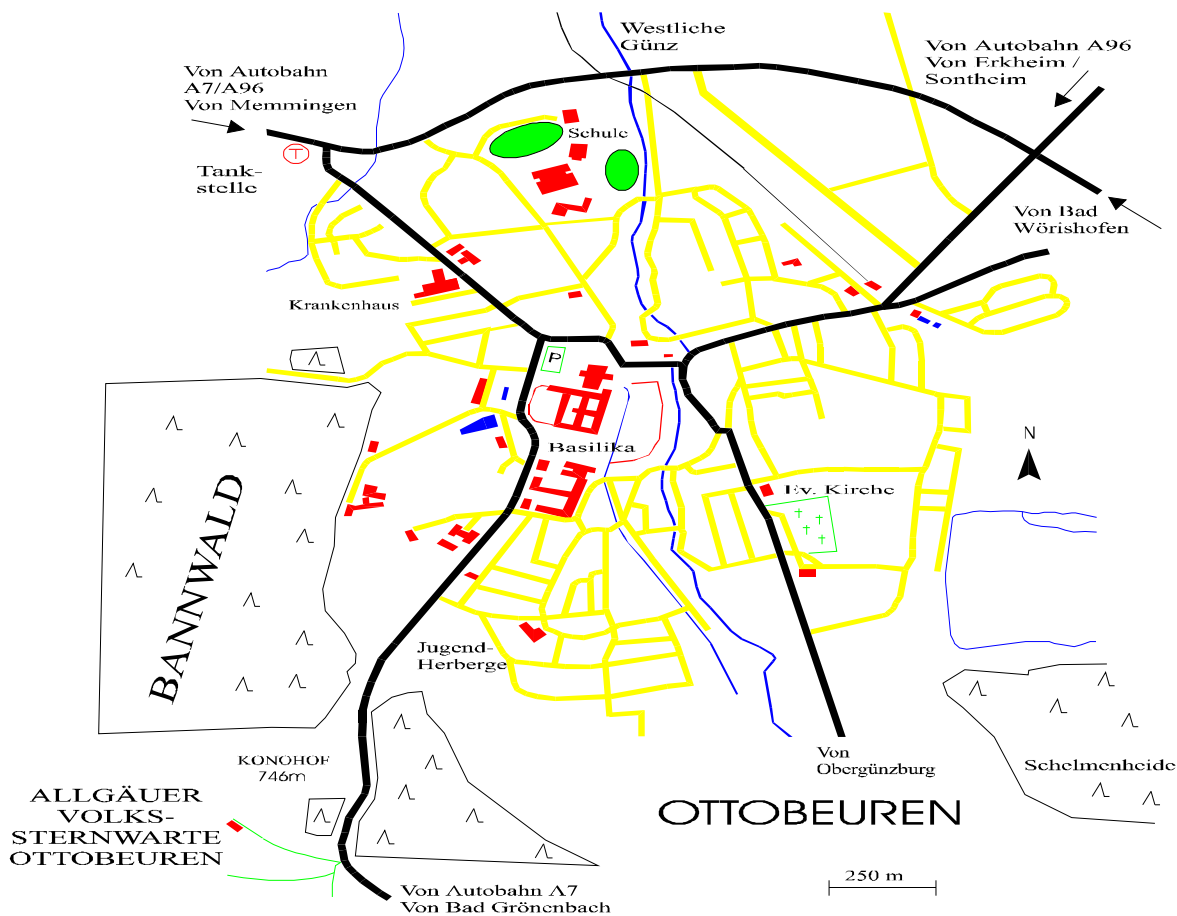 Westliche
Günz
Von Autobahn A96
Von Erkheim /
Sontheim
Von Autobahn
A7/A96
Von Memmingen
Schule
T
Tank-
stelle
Von Bad
Wörishofen
Krankenhaus
P
Basilika
N
Ev. Kirche
BANNWALD
Jugend-
Herberge
KONOHOF
746m
Von
Obergünzburg
Schelmenheide
ALLGÄUER
VOLKS-
STERNWARTE
OTTOBEUREN
OTTOBEUREN
250 m
Von Autobahn A7
Von Bad Grönenbach